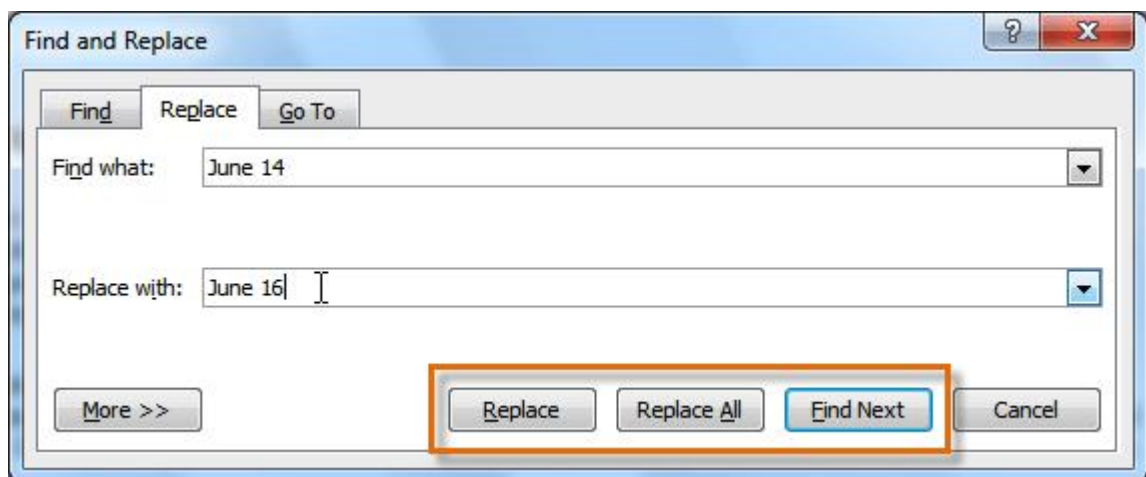 Find and Replace
Find Replace Go To
Find what: June 14
Replace with: June 16
More >> Replace Replace All Find Next Cancel